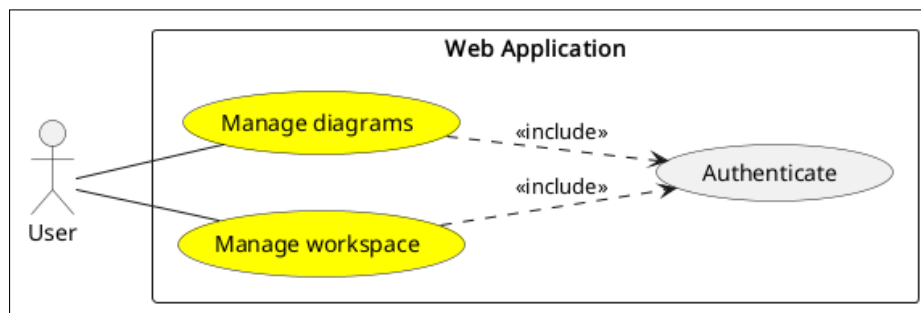 Web Application
Manage diagrams
«include»
Authenticate
«include»
User
Manage workspace